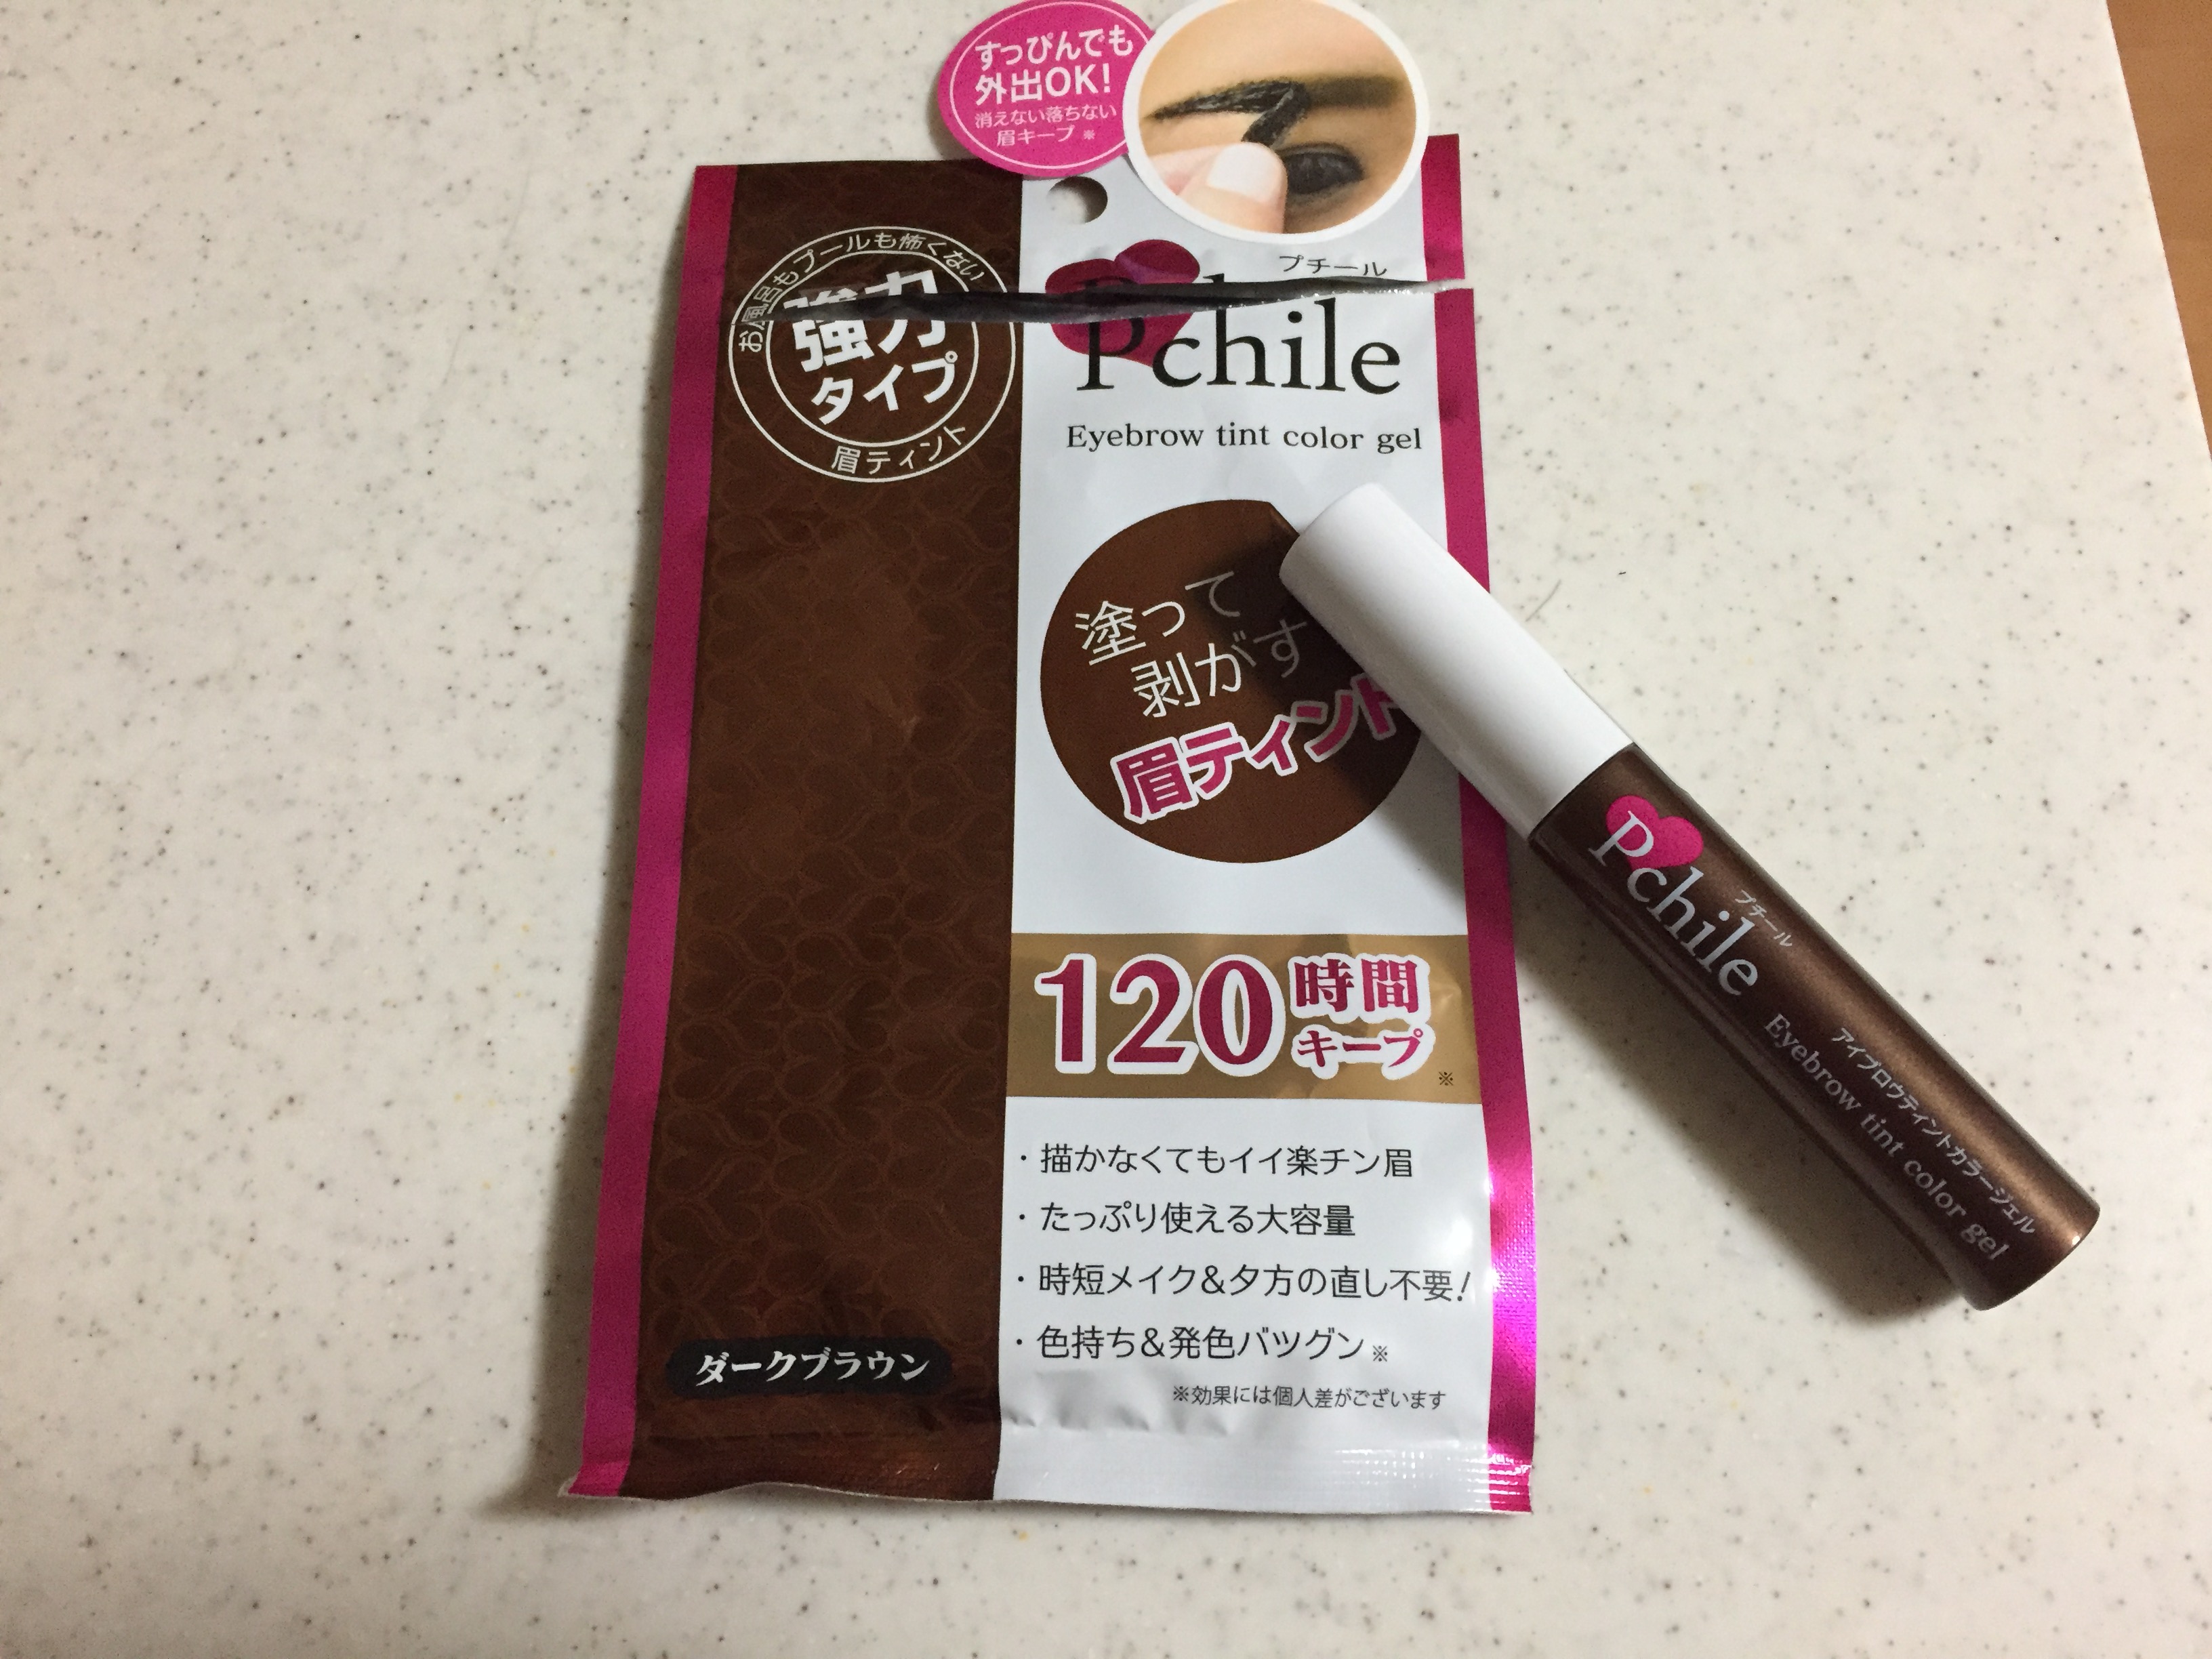 すっぴんでも
外出OK!
消えない落ちない
眉キープ ※
お風呂もプールも怖くない
強力
タイプ
眉ティント
プチール
Pchile
Eyebrow tint color gel
塗って
剥がす
眉ティント
120時間
キープ
※
・描かなくてもイイ楽チン眉
・たっぷり使える大容量
・時短メイク&夕方の直し不要!
・色持ち&発色バツグン※
※効果には個人差がございます
ダークブラウン
プチール
Pchile
アイブロウティントカラージェル
Eyebrow tint color gel